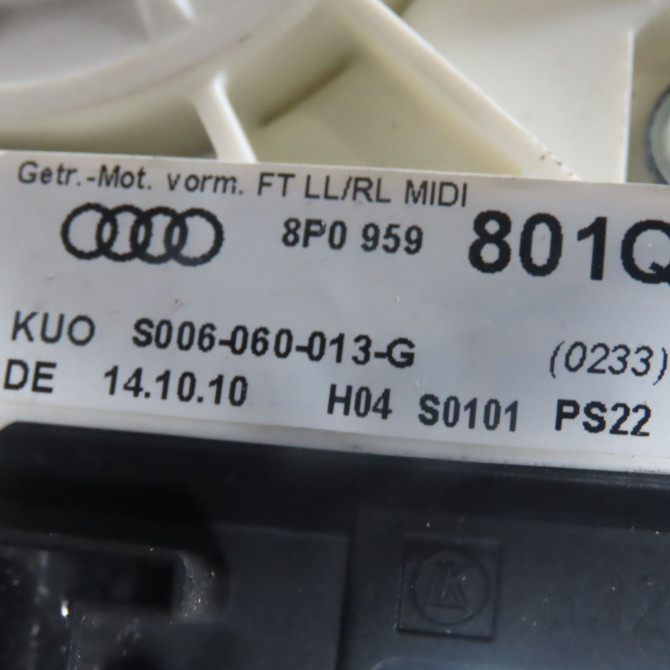 Getr.-Mot. vorm. FT LL/RL MIDI
8P0 959 801Q
KUO S006-060-013-G (0233)
DE 14.10.10 H04 S0101 PS22
K